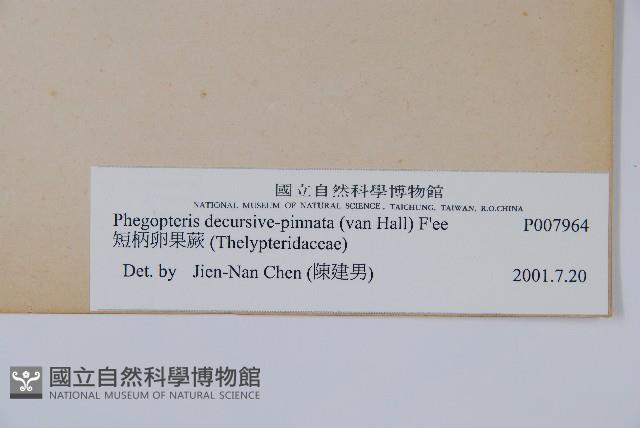 國立自然科學博物館
NATIONAL MUSEUM OF NATURAL SCIENCE, TAICHUNG, TAIWAN, R.O.CHINA
Phegopteris decursive-pinnata (van Hall) F'ee P007964
短柄卵果蕨 (Thelypteridaceae)
Det. by Jien-Nan Chen (陳建男) 2001.7.20
國立自然科學博物館
NATIONAL MUSEUM OF NATURAL SCIENCE